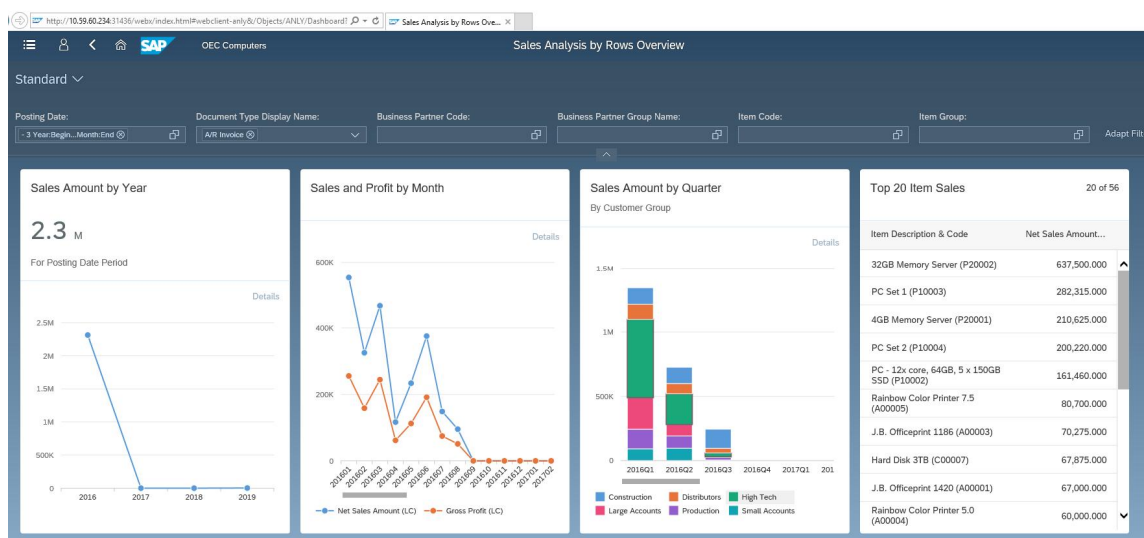 http://10.59.60.234:31436/webx/index.html#webclient-anly&/Objects/ANLY/Dashboard
Sales Analysis by Rows Ove...
SAP
OEC Computers
Sales Analysis by Rows Overview
Standard
Posting Date:
Document Type Display Name:
Business Partner Code:
Business Partner Group Name:
Item Code:
Item Group:
- 3 Year:Begin...Month:End
A/R Invoice
Adapt Filt
Sales Amount by Year
2.3 M
For Posting Date Period
Details
2.5M
2M
1.5M
1M
500K
0
2016 2017 2018 2019
Sales and Profit by Month
Details
600K
400K
200K
0
201601 201602 201603 201604 201605 201606 201607 201608 201609 201610 201611 201612 201701 201702
Net Sales Amount (LC) Gross Profit (LC)
Sales Amount by Quarter
By Customer Group
Details
1.5M
1M
500K
0
2016Q1 2016Q2 2016Q3 2016Q4 2017Q1 201
Construction Distributors High Tech
Large Accounts Production Small Accounts
Top 20 Item Sales 20 of 56
Item Description & Code Net Sales Amount...
32GB Memory Server (P20002) 637,500.000
PC Set 1 (P10003) 282,315.000
4GB Memory Server (P20001) 210,625.000
PC Set 2 (P10004) 200,220.000
PC - 12x core, 64GB, 5 x 150GB
SSD (P10002) 161,460.000
Rainbow Color Printer 7.5
(A00005) 80,700.000
J.B. Officeprint 1186 (A00003) 70,275.000
Hard Disk 3TB (C00007) 67,875.000
J.B. Officeprint 1420 (A00001) 67,000.000
Rainbow Color Printer 5.0
(A00004) 60,000.000